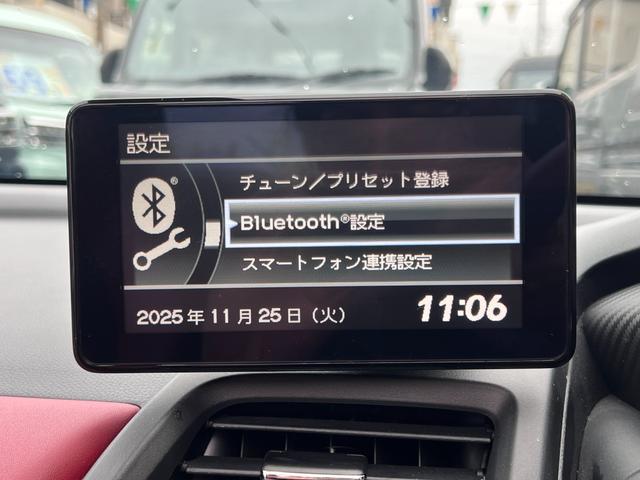 設定
チューン／プリセット登録
Bluetooth®設定
スマートフォン連携設定
2025年11月25日（火）
11:06